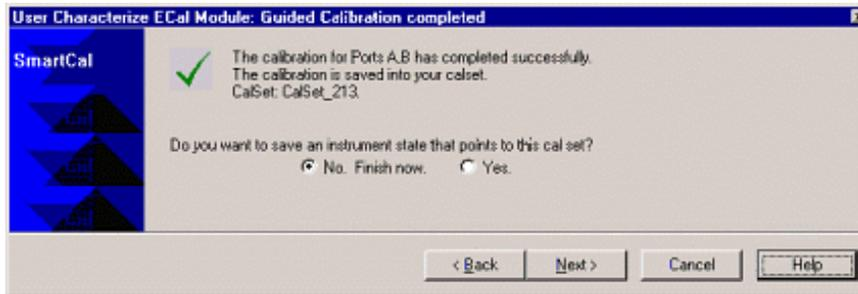 User Characterize ECal Module: Guided Calibration completed
SmartCal
The calibration for Ports A,B has completed successfully.
The calibration is saved into your calset.
CalSet: CalSet_213.
Do you want to save an instrument state that points to this cal set?
No. Finish now.
Yes.
< Back
Next >
Cancel
Help